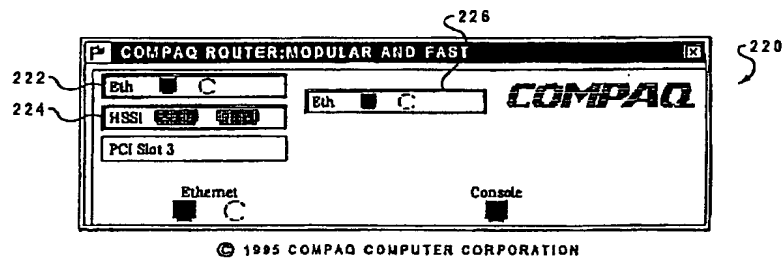 226
COMPAQ ROUTER:MODULAR AND FAST
220
222
Eth
Eth
COMPAQ
224
HSSI
PCI Slot 3
Ethernet
Console
© 1995 COMPAQ COMPUTER CORPORATION